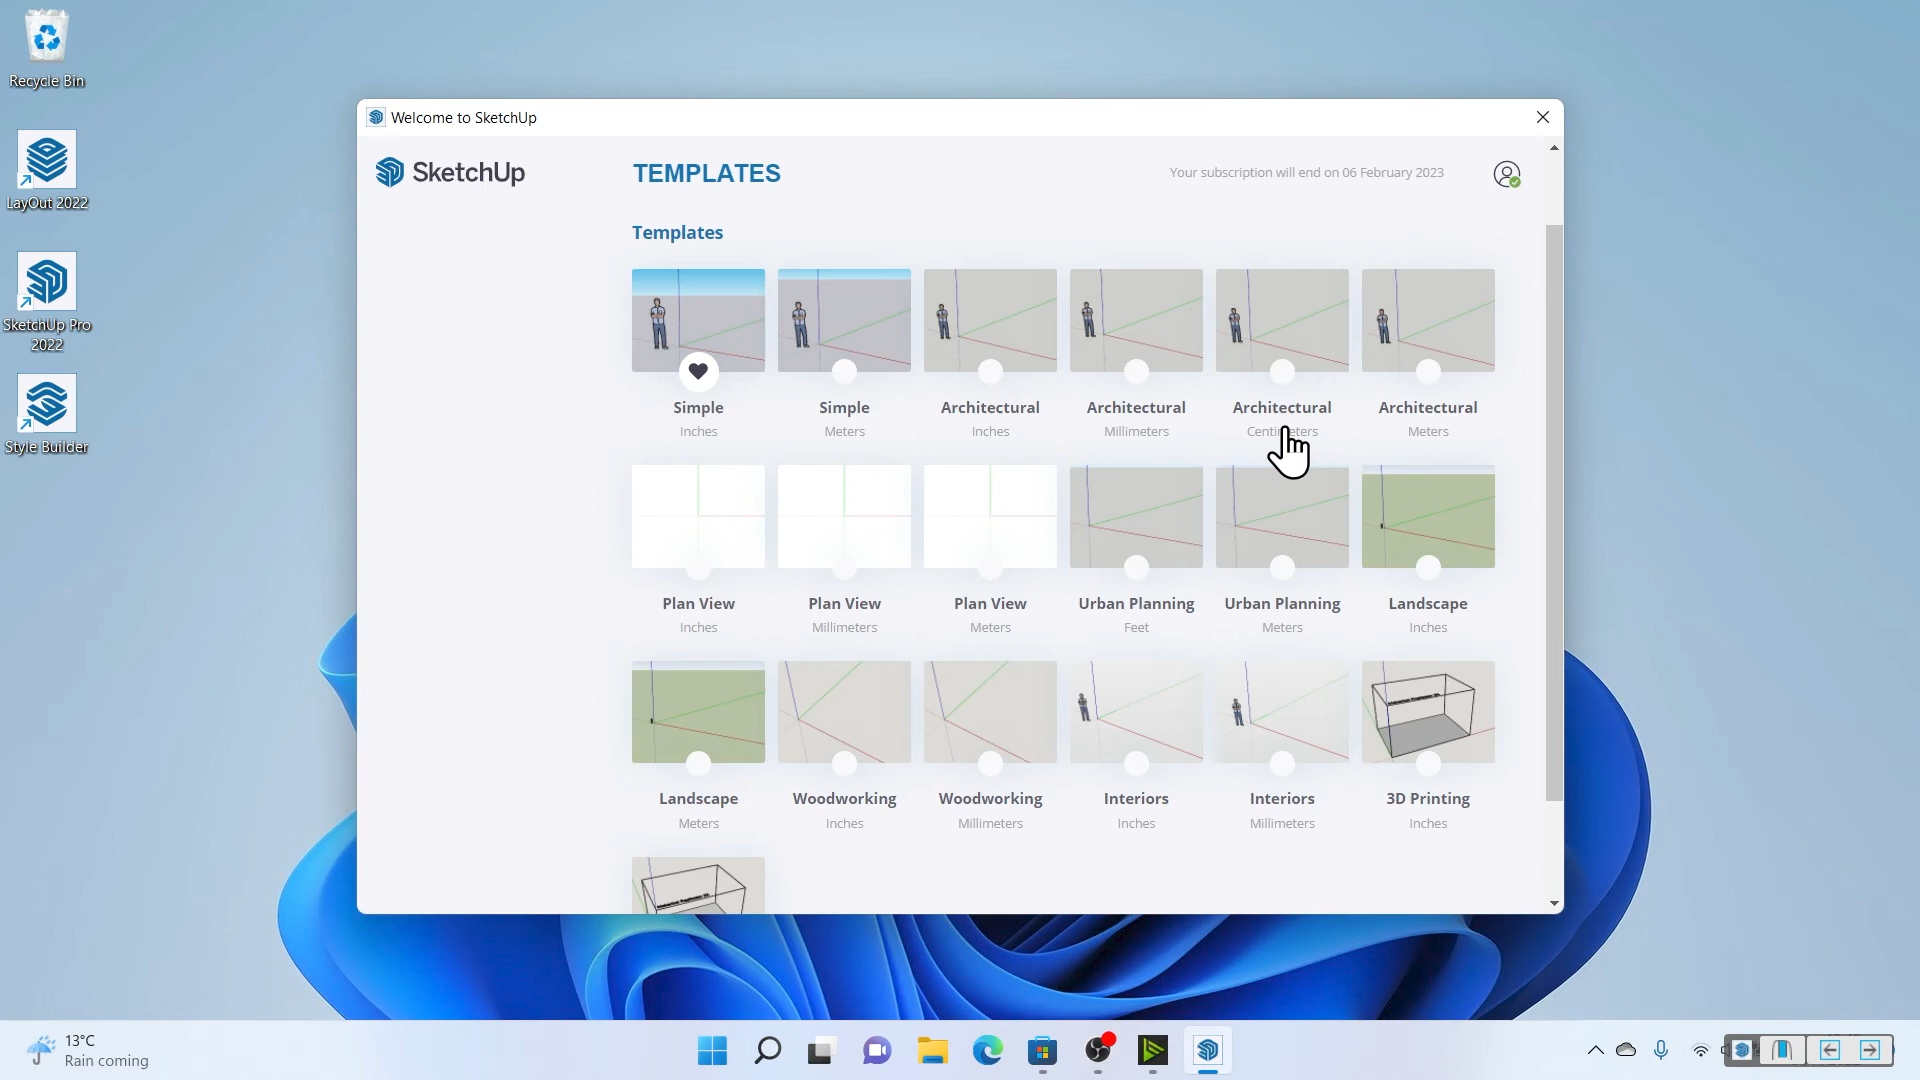 Recycle Bin
LayOut 2022
SketchUp Pro
2022
Style Builder
Welcome to SketchUp
SketchUp
TEMPLATES
Your subscription will end on 06 February 2023
Templates
Simple
Inches
Simple
Meters
Architectural
Inches
Architectural
Millimeters
Architectural
Centimeters
Architectural
Meters
Plan View
Inches
Plan View
Millimeters
Plan View
Meters
Urban Planning
Feet
Urban Planning
Meters
Landscape
Inches
Landscape
Meters
Woodworking
Inches
Woodworking
Millimeters
Interiors
Inches
Interiors
Millimeters
3D Printing
Inches
13°C
Rain coming